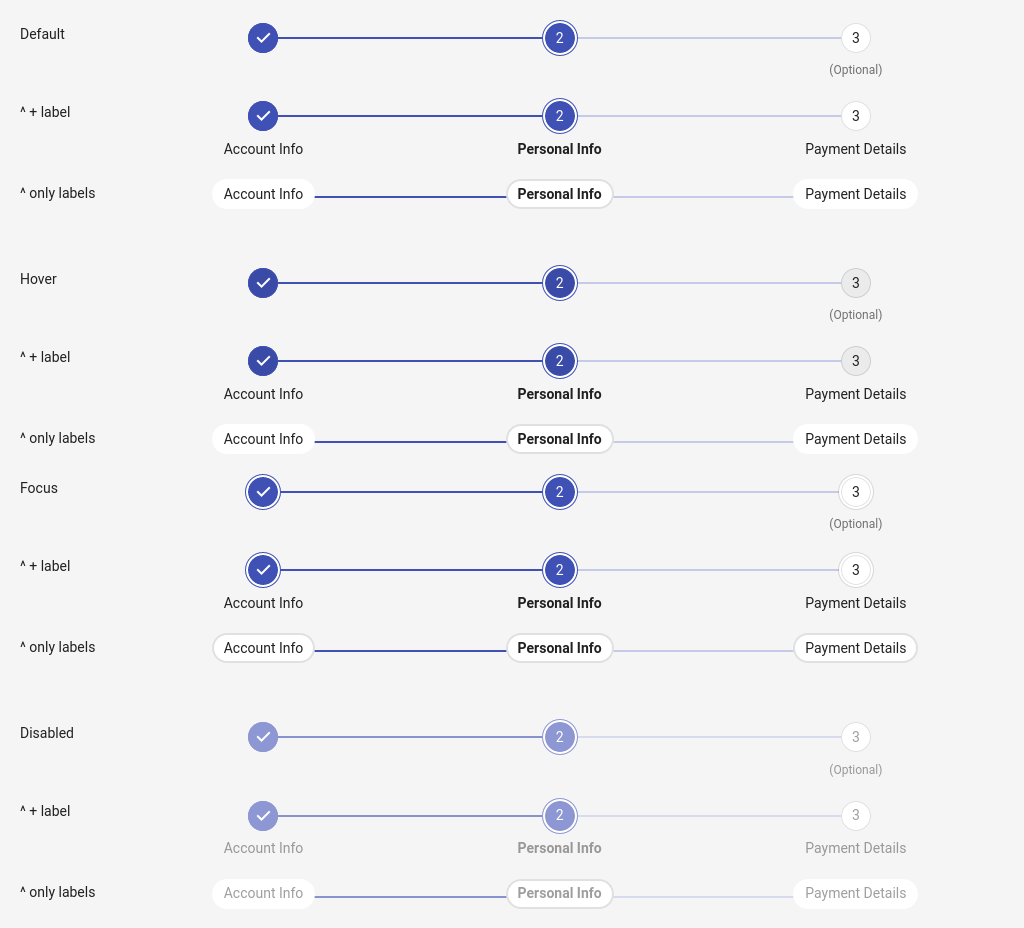 Default 2 3
(Optional)
^ + label 2 3
Account Info Personal Info Payment Details
^ only labels Account Info Personal Info Payment Details
Hover 2 3
(Optional)
^ + label 2 3
Account Info Personal Info Payment Details
^ only labels Account Info Personal Info Payment Details
Focus 2 3
(Optional)
^ + label 2 3
Account Info Personal Info Payment Details
^ only labels Account Info Personal Info Payment Details
Disabled 2 3
(Optional)
^ + label 2 3
Account Info Personal Info Payment Details
^ only labels Account Info Personal Info Payment Details